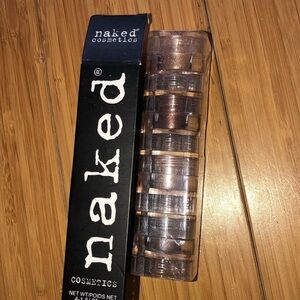 naked
cosmetics
naked®
COSMETICS
NET WT/POIDS NET